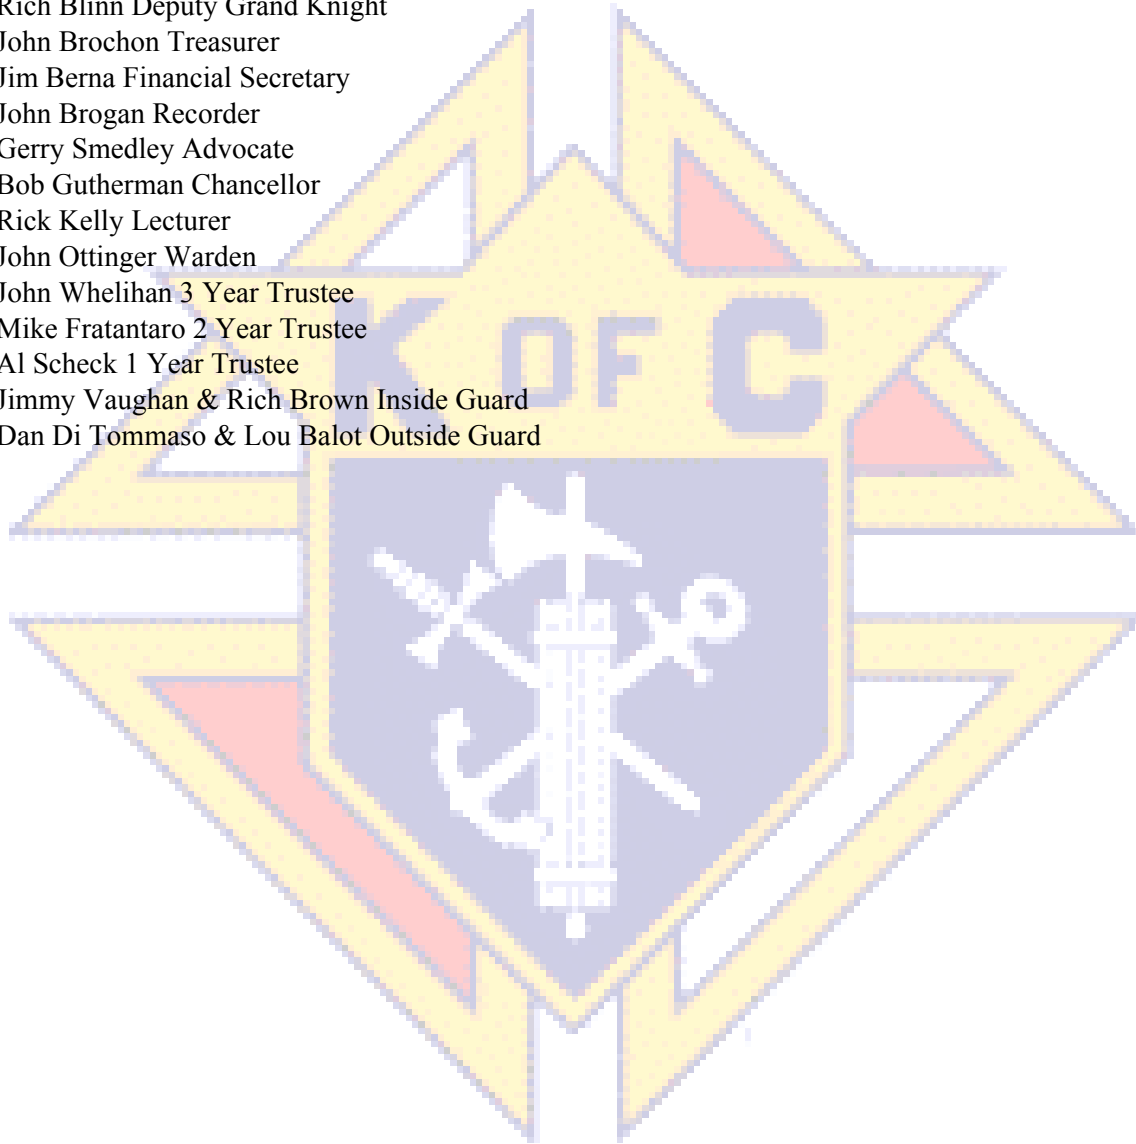 Rich Blinn Deputy Grand Knight
John Brochon Treasurer
Jim Berna Financial Secretary
John Brogan Recorder
Gerry Smedley Advocate
Bob Gutherman Chancellor
Rick Kelly Lecturer
John Ottinger Warden
John Whelihan 3 Year Trustee
Mike Fratantaro 2 Year Trustee
Al Scheck 1 Year Trustee
Jimmy Vaughan & Rich Brown Inside Guard
Dan Di Tommaso & Lou Balot Outside Guard
K OF C